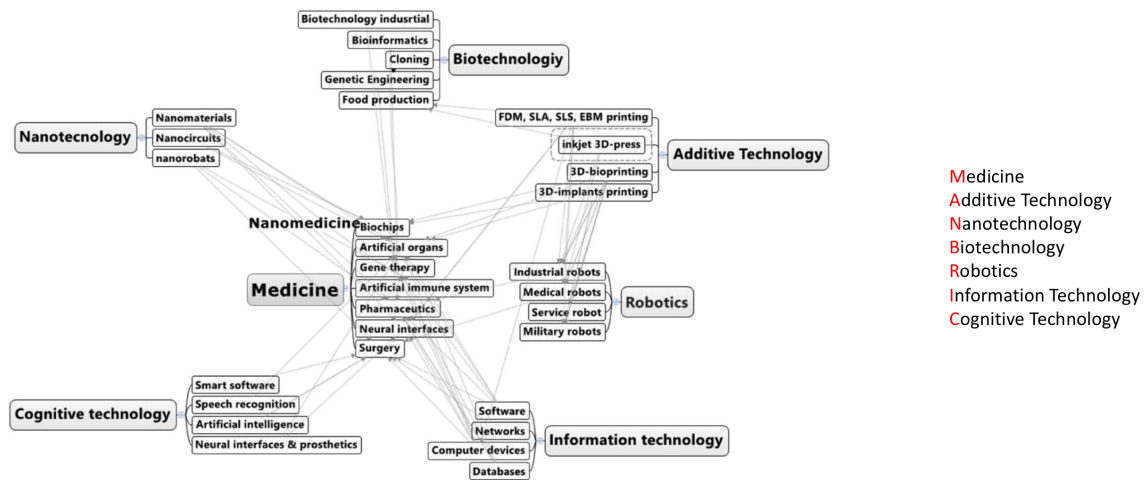 Biotechnology indusrtial
Bioinformatics
Cloning
Genetic Engineering
Food production
Biotechnologiy
Nanotecnology
Nanomaterials
Nanocircuits
nanorobats
FDM, SLA, SLS, EBM printing
inkjet 3D-press
3D-bioprinting
3D-implants printing
Additive Technology
Nanomedicine
Medicine
Biochips
Artificial organs
Gene therapy
Artificial immune system
Pharmaceutics
Neural interfaces
Surgery
Industrial robots
Medical robots
Service robot
Military robots
Robotics
Cognitive technology
Smart software
Speech recognition
Artificial intelligence
Neural interfaces & prosthetics
Software
Networks
Computer devices
Databases
Information technology
Medicine
Additive Technology
Nanotechnology
Biotechnology
Robotics
Information Technology
Cognitive Technology